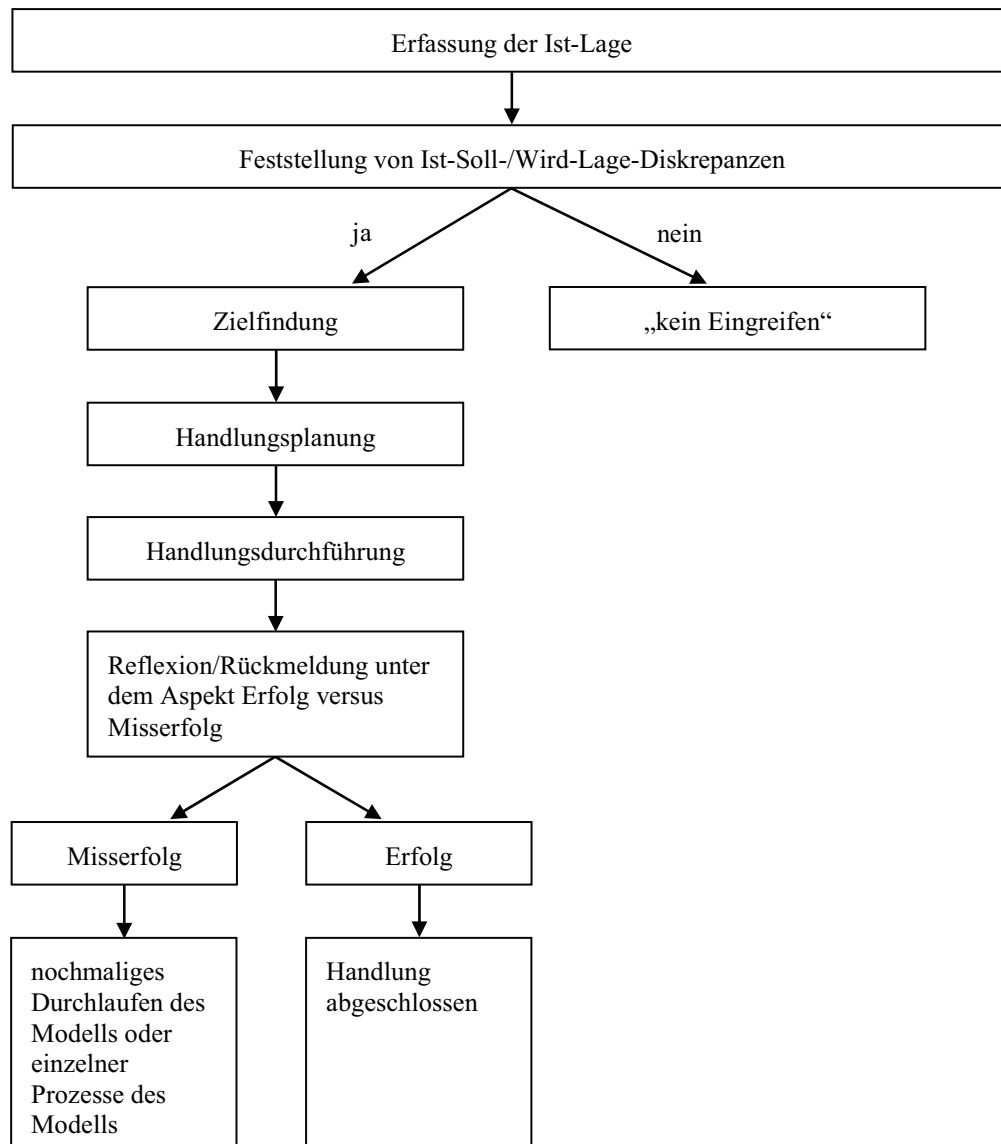 Erfassung der Ist-Lage
Feststellung von Ist-Soll-/Wird-Lage-Diskrepanzen
ja
nein
Zielfindung
„kein Eingreifen“
Handlungsplanung
Handlungsdurchführung
Reflexion/Rückmeldung unter
dem Aspekt Erfolg versus
Misserfolg
Misserfolg
Erfolg
nochmaliges
Durchlaufen des
Modells oder
einzelner
Prozesse des
Modells
Handlung
abgeschlossen